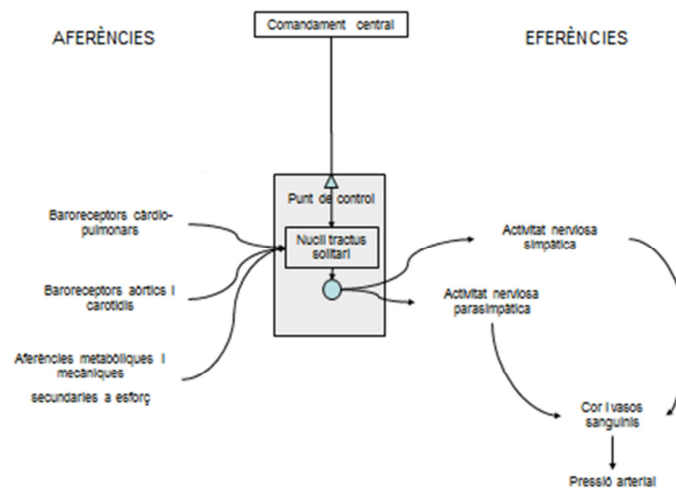 Comandament central
AFERÈNCIES
EFERÈNCIES
Punt de control
Baroreceptors càrdio-
pulmonars
Nucli tractus
solitari
Activitat nerviosa
simpàtica
Baroreceptors aòrtics i
carotidis
Activitat nerviosa
parasimpàtica
Aferències metabòliques i
mecàniques
secundaries a esforç
Cor i vasos
sanguinis
Pressió arterial